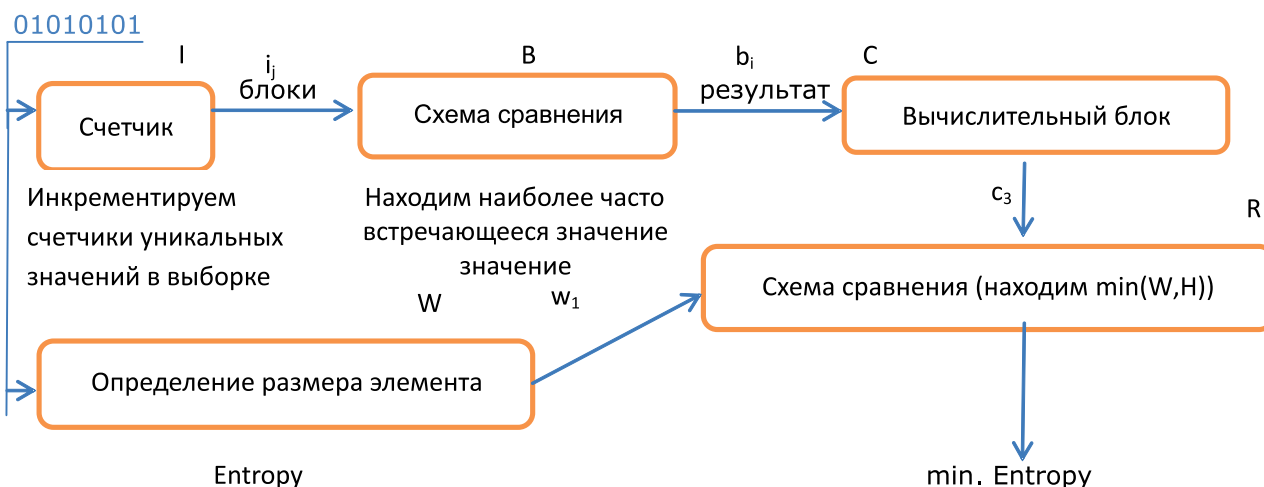 01010101
I
i_j
блоки
B
b_i
результат
C
Счетчик
Схема сравнения
Вычислительный блок
Инкрементируем
счетчики уникальных
значений в выборке
Находим наиболее часто
встречающееся значение
значение
c_3
R
W
w_1
Схема сравнения (находим min(W,H))
Определение размера элемента
Entropy
min, Entropy